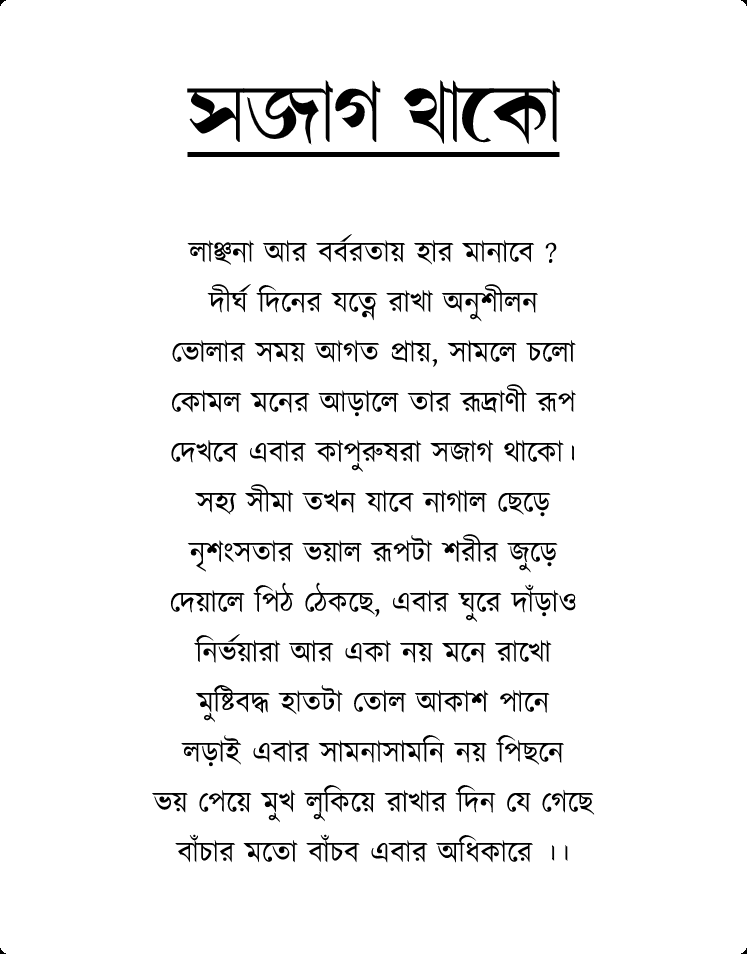 সজাগ থাকো
লাঞ্ছনা আর বর্বরতায় হার মানাবে ?
দীর্ঘ দিনের যত্নে রাখা অনুশীলন
ভোলার সময় আগত প্রায়, সামলে চলো
কোমল মনের আড়ালে তার রূদ্রাণী রূপ
দেখবে এবার কাপুরুষরা সজাগ থাকো।
সহ্য সীমা তখন যাবে নাগাল ছেড়ে
নৃশংসতার ভয়াল রূপটা শরীর জুড়ে
দেয়ালে পিঠ ঠেকছে, এবার ঘুরে দাঁড়াও
নির্ভয়ারা আর একা নয় মনে রাখো
মুষ্টিবদ্ধ হাতটা তোল আকাশ পানে
লড়াই এবার সামনাসামনি নয় পিছনে
ভয় পেয়ে মুখ লুকিয়ে রাখার দিন যে গেছে
বাঁচার মতো বাঁচব এবার অধিকারে ।।